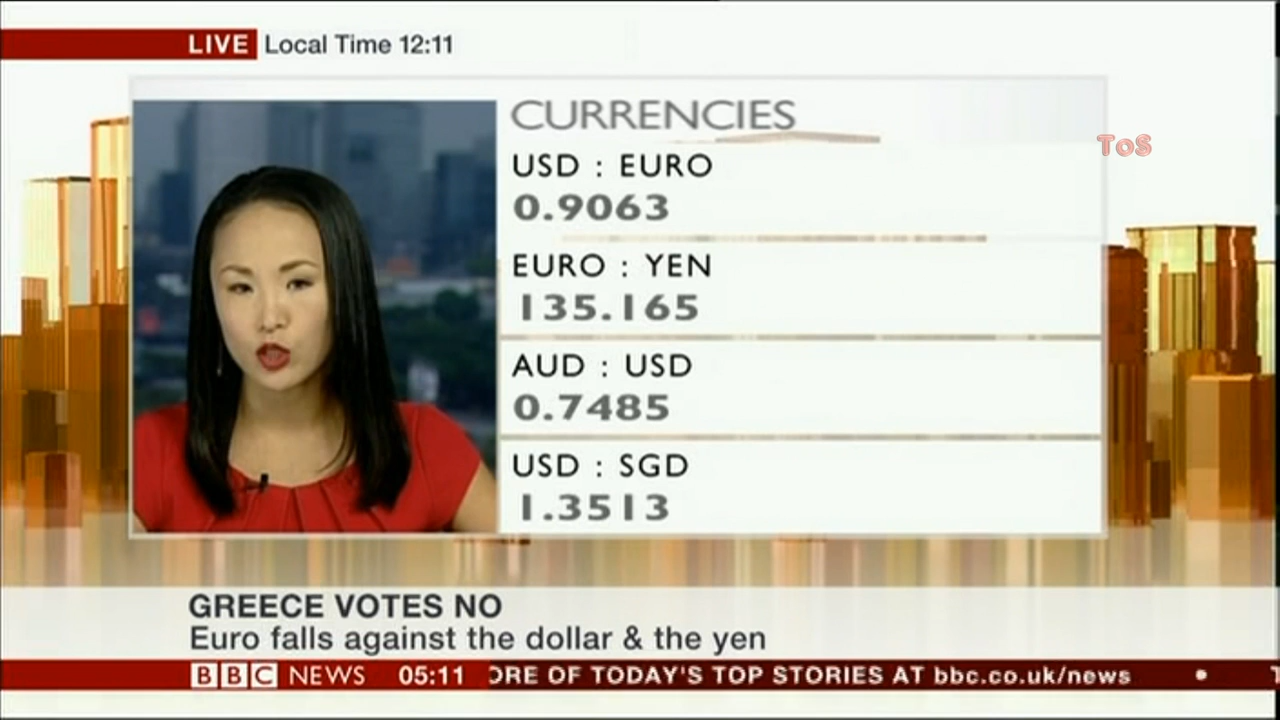 LIVE Local Time 12:11
CURRENCIES
ToS
USD : EURO
0.9063
EURO : YEN
135.165
AUD : USD
0.7485
USD : SGD
1.3513
GREECE VOTES NO
Euro falls against the dollar & the yen
BBC NEWS 05:11 ORE OF TODAY'S TOP STORIES AT bbc.co.uk/news •